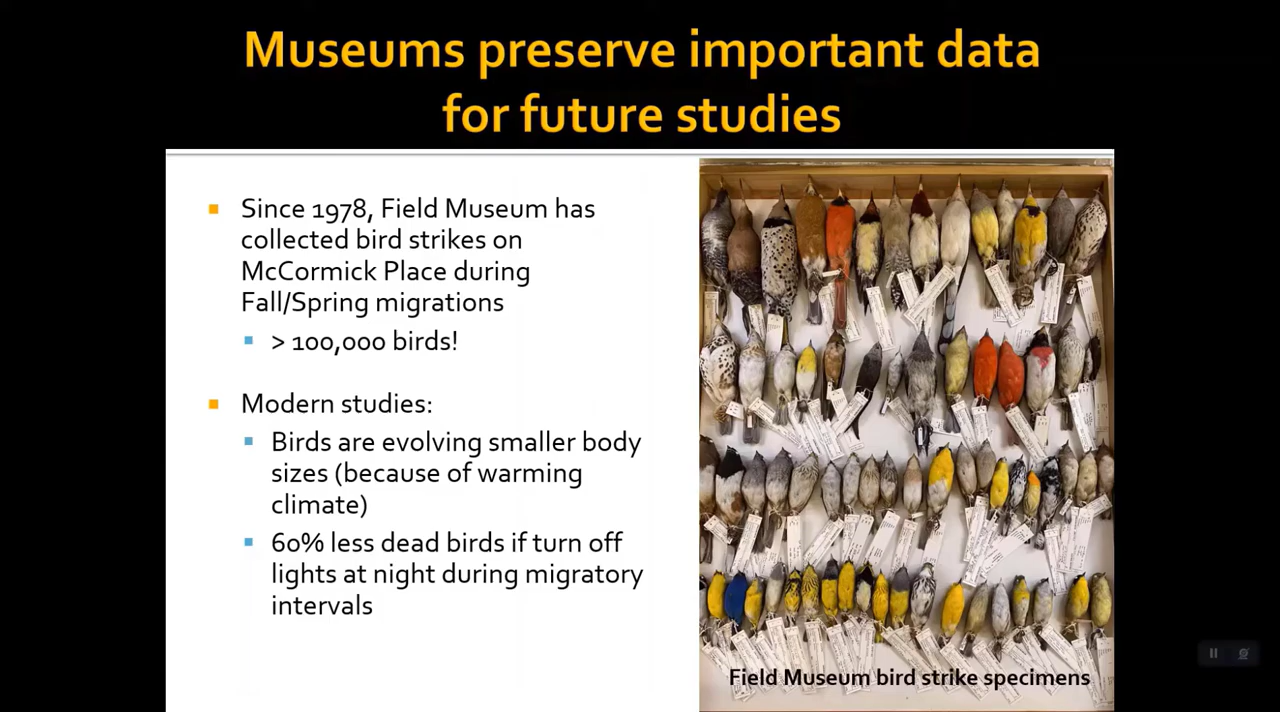 Museums preserve important data
for future studies
Since 1978, Field Museum has
collected bird strikes on
McCormick Place during
Fall/Spring migrations
> 100,000 birds!
Modern studies:
Birds are evolving smaller body
sizes (because of warming
climate)
60% less dead birds if turn off
lights at night during migratory
intervals
Field Museum bird strike specimens